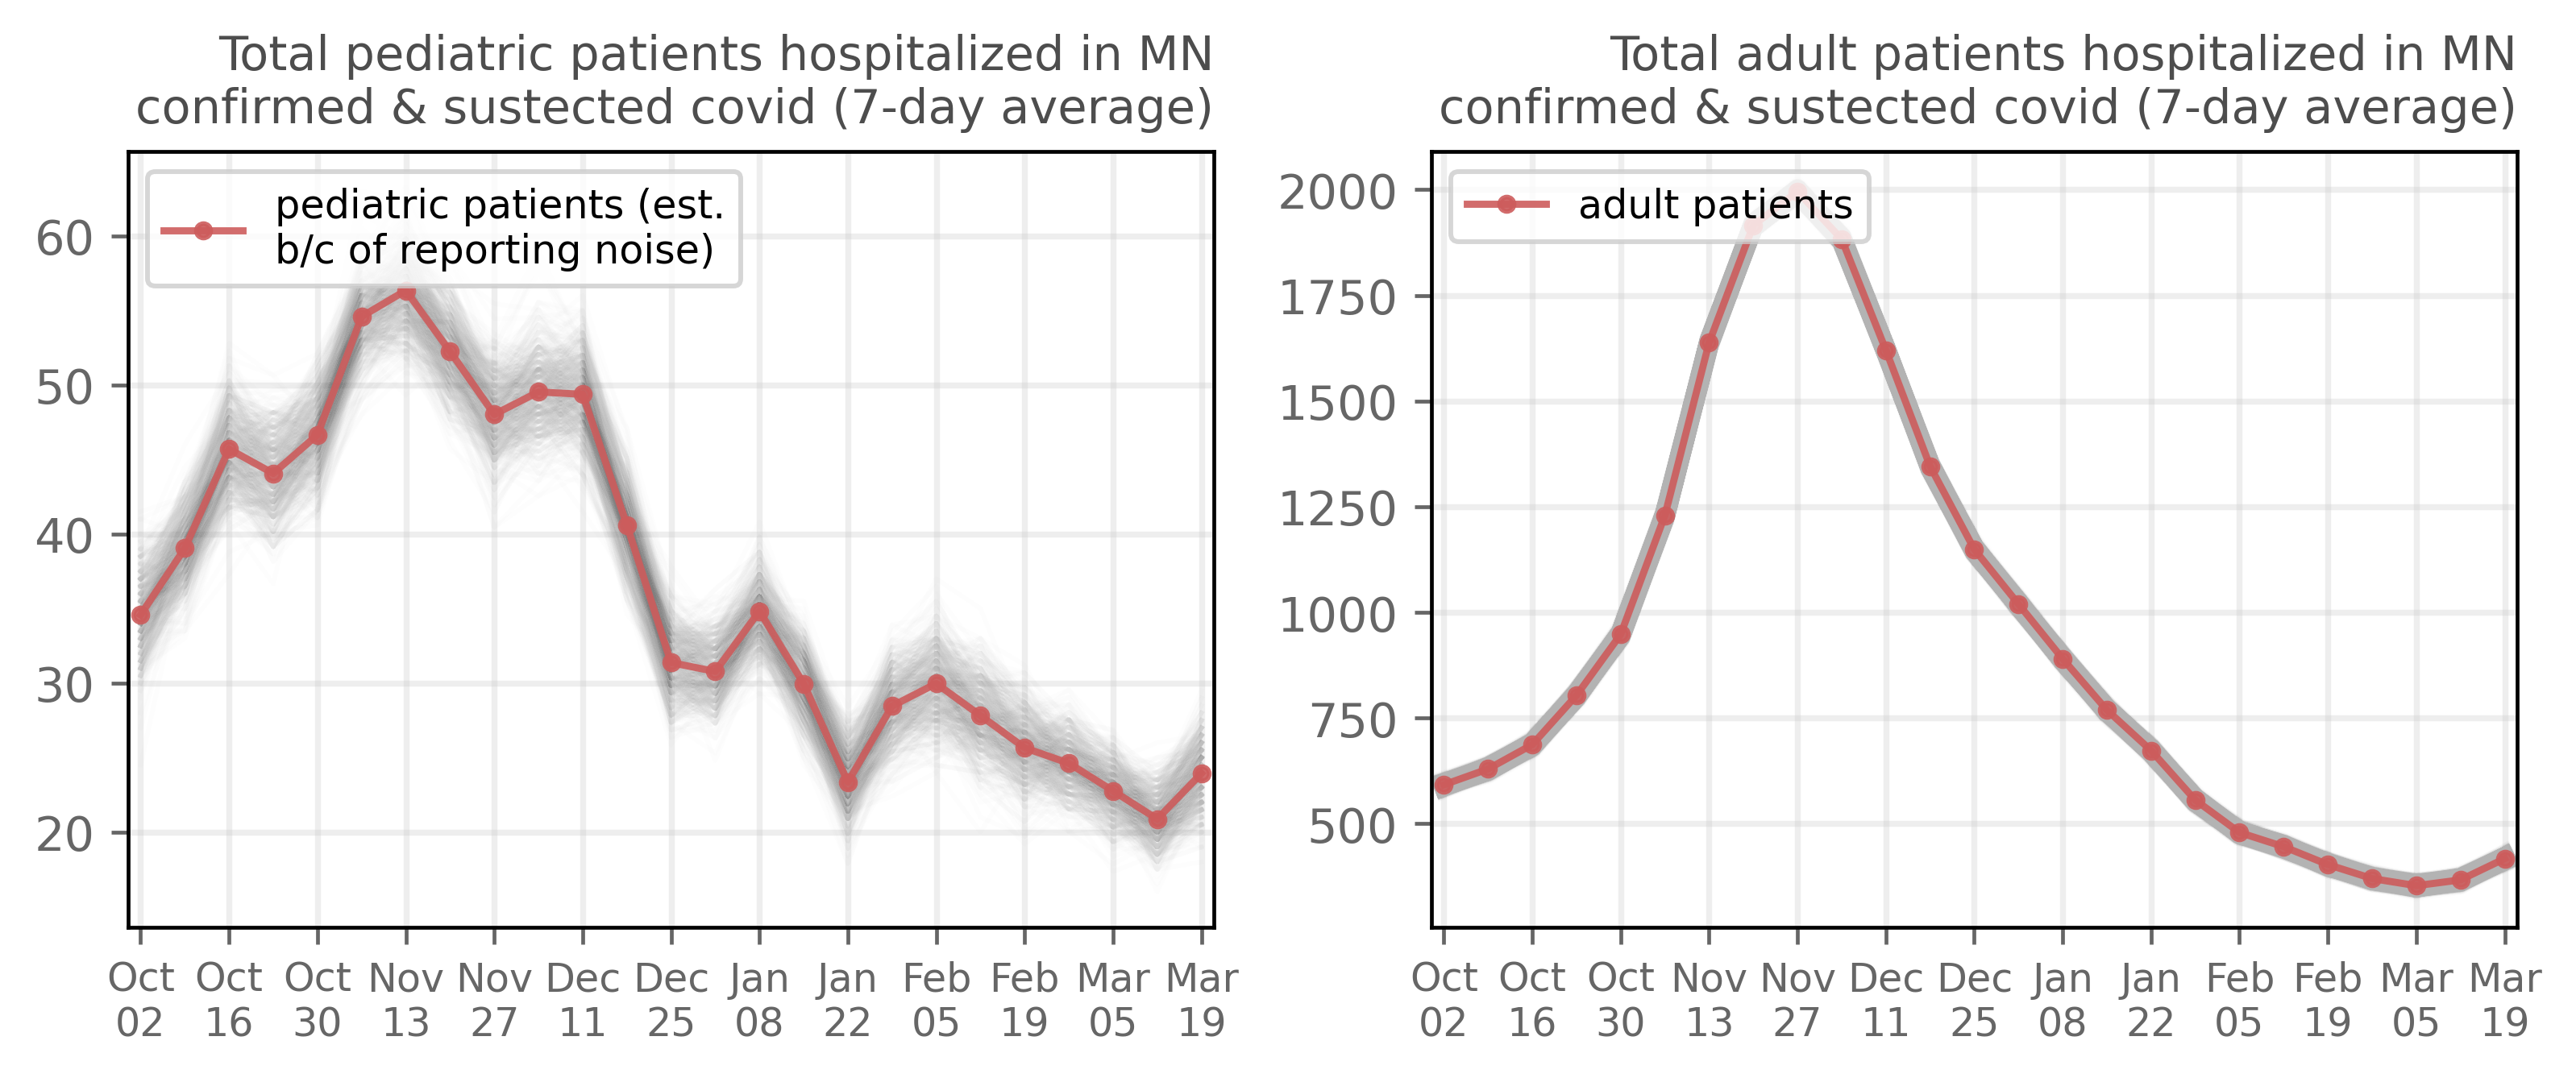 Total pediatric patients hospitalized in MN
confirmed & sustected covid (7-day average)
pediatric patients (est.
b/c of reporting noise)
60
50
40
30
20
Oct Oct Oct Nov Nov Dec Dec Jan Jan Feb Feb Mar Mar
02 16 30 13 27 11 25 08 22 05 19 05 19
Total adult patients hospitalized in MN
confirmed & sustected covid (7-day average)
adult patients
2000
1750
1500
1250
1000
750
500
Oct Oct Oct Nov Nov Dec Dec Jan Jan Feb Feb Mar Mar
02 16 30 13 27 11 25 08 22 05 19 05 19